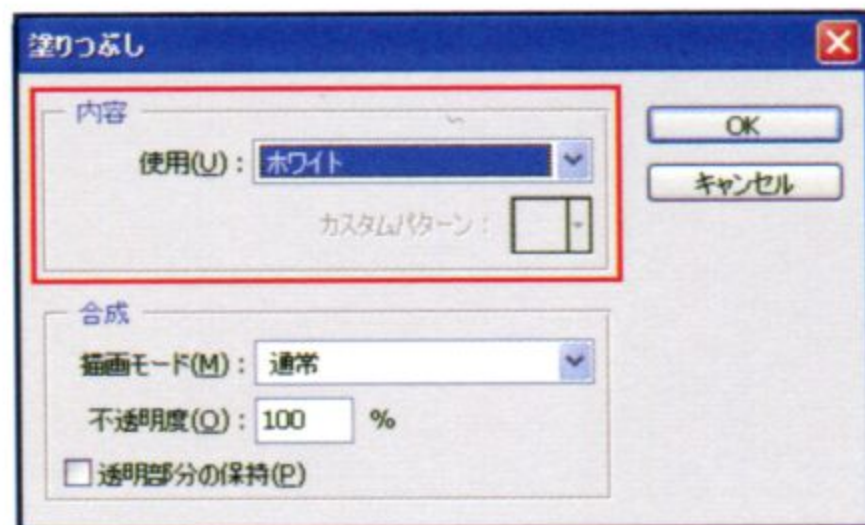 塗りつぶし
内容
使用(U)：ホワイト
カスタムパターン：
OK
キャンセル
合成
描画モード(M)：通常
不透明度(O)：100 %
透明部分の保持(P)